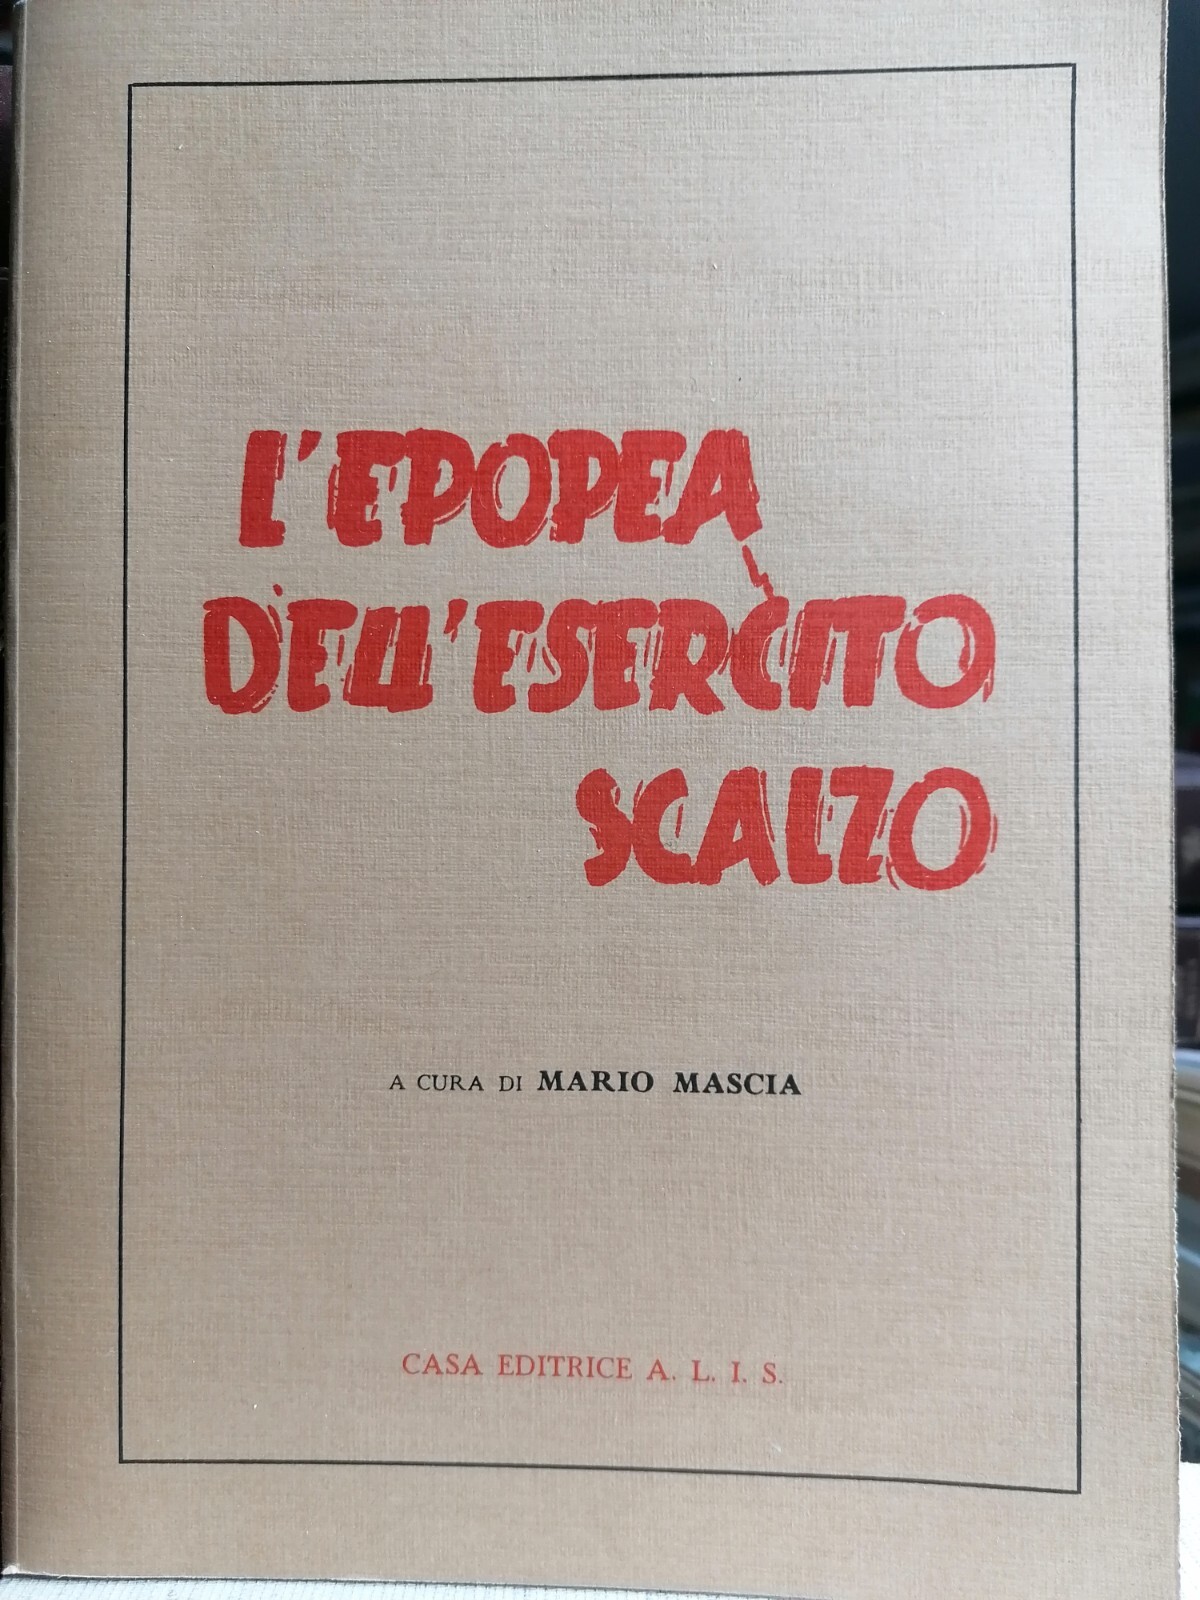 L'EPOPEA
DELL'ESERCITO
SCALZO
A CURA DI MARIO MASCIA
CASA EDITRICE A. L. I. S.